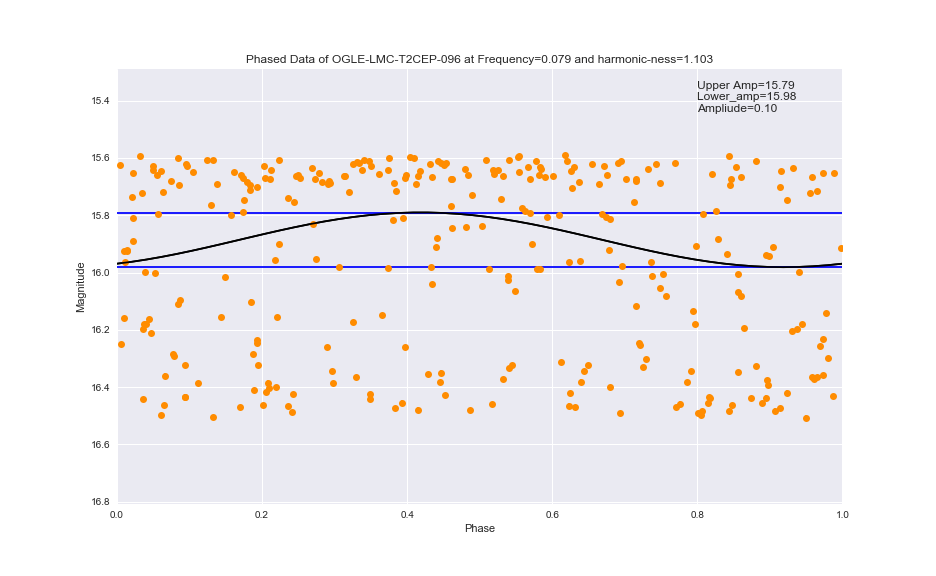 Phased Data of OGLE-LMC-T2CEP-096 at Frequency=0.079 and harmonic-ness=1.103
Upper Amp=15.79
Lower_amp=15.98
Ampliude=0.10
15.4
15.6
15.8
16.0
16.2
16.4
16.6
16.8
Magnitude
0.0 0.2 0.4 0.6 0.8 1.0
Phase